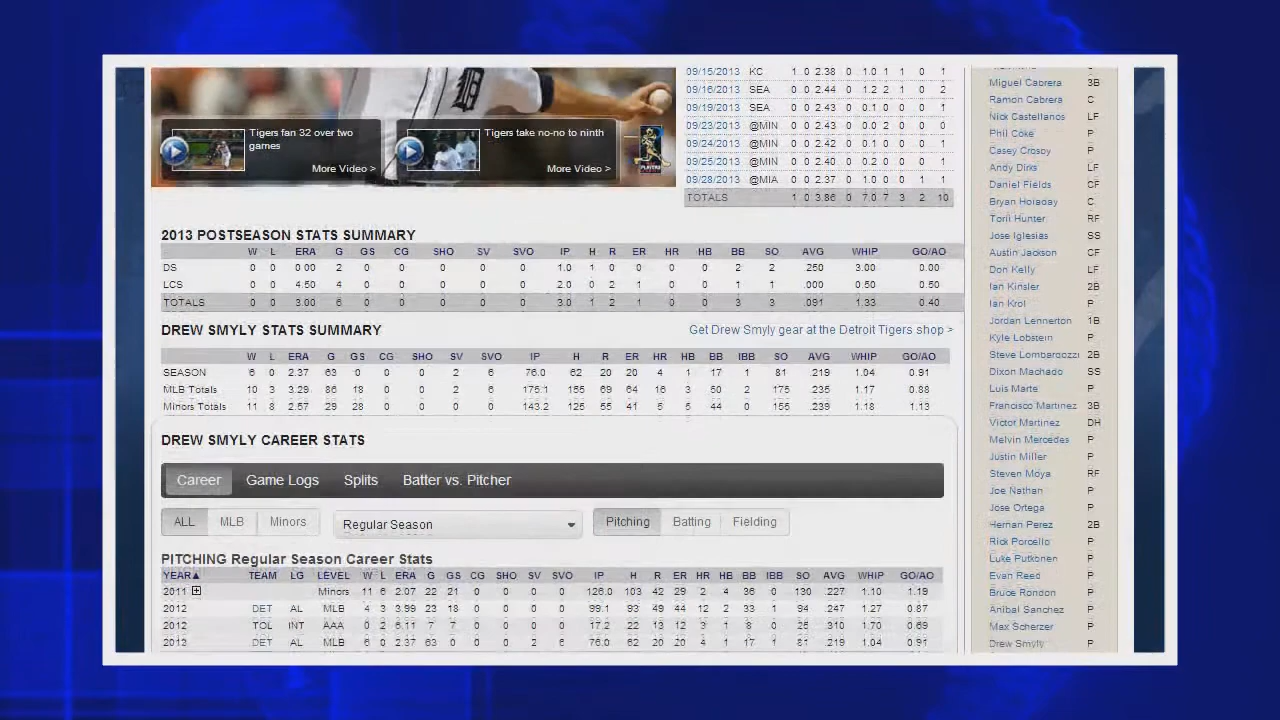 Tigers fan 32 over two
games
More Video >
Tigers take no-no to ninth
More Video >
09/15/2013 KC 1 0 2.38 0 1.0 1 1 0 1
09/16/2013 SEA 0 0 2.44 0 1.2 2 1 0 2
09/19/2013 SEA 0 0 2.43 0 0.1 0 0 0 1
09/23/2013 @MIN 0 0 2.43 0 0.0 2 0 0 0
09/24/2013 @MIN 0 0 2.42 0 0.1 0 0 0 1
09/25/2013 @MIN 0 0 2.40 0 0.1 0 0 0 1
09/28/2013 @MIA 0 0 2.37 0 1.0 0 0 1 1
TOTALS 1 0 3.86 0 7.0 7 3 2 10
2013 POSTSEASON STATS SUMMARY
W L ERA G GS CG SHO SV SVO IP H R ER HR HB BB SO AVG WHIP GO/AO
DS 0 0 0.00 2 0 0 0 0 0 1.0 1 0 0 0 0 2 2 .250 3.00 0.00
LCS 0 0 4.50 4 0 0 0 0 0 2.0 0 2 1 0 0 1 1 .000 0.50 0.50
TOTALS 0 0 3.00 6 0 0 0 0 0 3.0 1 2 1 0 0 3 3 .091 1.33 0.40
DREW SMYLY STATS SUMMARY
Get Drew Smyly gear at the Detroit Tigers shop >
W L ERA G GS CG SHO SV SVO IP H R ER HR HB BB IBB SO AVG WHIP GO/AO
SEASON 6 0 2.37 63 0 0 0 2 6 76.0 62 20 20 4 1 17 1 81 .219 1.04 0.91
MLB Totals 10 3 3.29 86 18 0 0 2 6 175.1 155 69 64 16 3 50 2 175 .235 1.17 0.88
Minors Totals 11 8 2.57 29 28 0 0 0 0 143.2 125 55 41 5 5 44 0 155 .239 1.18 1.13
DREW SMYLY CAREER STATS
Career Game Logs Splits Batter vs. Pitcher
ALL MLB Minors Regular Season Pitching Batting Fielding
PITCHING Regular Season Career Stats
YEAR▲ TEAM LG LEVEL W L ERA G GS CG SHO SV SVO IP H R ER HR HB BB IBB SO AVG WHIP GO/AO
2011 Minors 11 6 2.07 22 21 0 0 0 0 126.0 103 42 29 2 4 36 0 130 .227 1.10 1.19
2012 DET AL MLB 4 3 3.99 23 18 0 0 0 0 99.1 93 49 44 12 2 33 1 94 .247 1.27 0.87
2012 TOL INT AAA 0 2 6.11 7 7 0 0 0 0 17.2 22 13 12 3 1 8 0 25 .310 1.70 0.69
2013 DET AL MLB 6 0 2.37 63 0 0 0 2 6 76.0 62 20 20 4 1 17 1 81 .219 1.04 0.91
Miguel Cabrera 3B
Ramon Cabrera C
Nick Castellanos LF
Phil Coke P
Casey Crosby P
Andy Dirks LF
Daniel Fields CF
Bryan Holaday C
Torii Hunter RF
Jose Iglesias SS
Austin Jackson CF
Don Kelly LF
Ian Kinsler 2B
Ian Krol P
Jordan Lennerton 1B
Kyle Lobstein P
Steve Lombardozzi 2B
Dixon Machado SS
Luis Marte P
Francisco Martinez 3B
Victor Martinez DH
Melvin Mercedes P
Justin Miller P
Steven Moya RF
Joe Nathan P
Jose Ortega P
Hernan Perez 2B
Rick Porcello P
Luke Putkonen P
Evan Reed P
Bruce Rondon P
Anibal Sanchez P
Max Scherzer P
Drew Smyly P